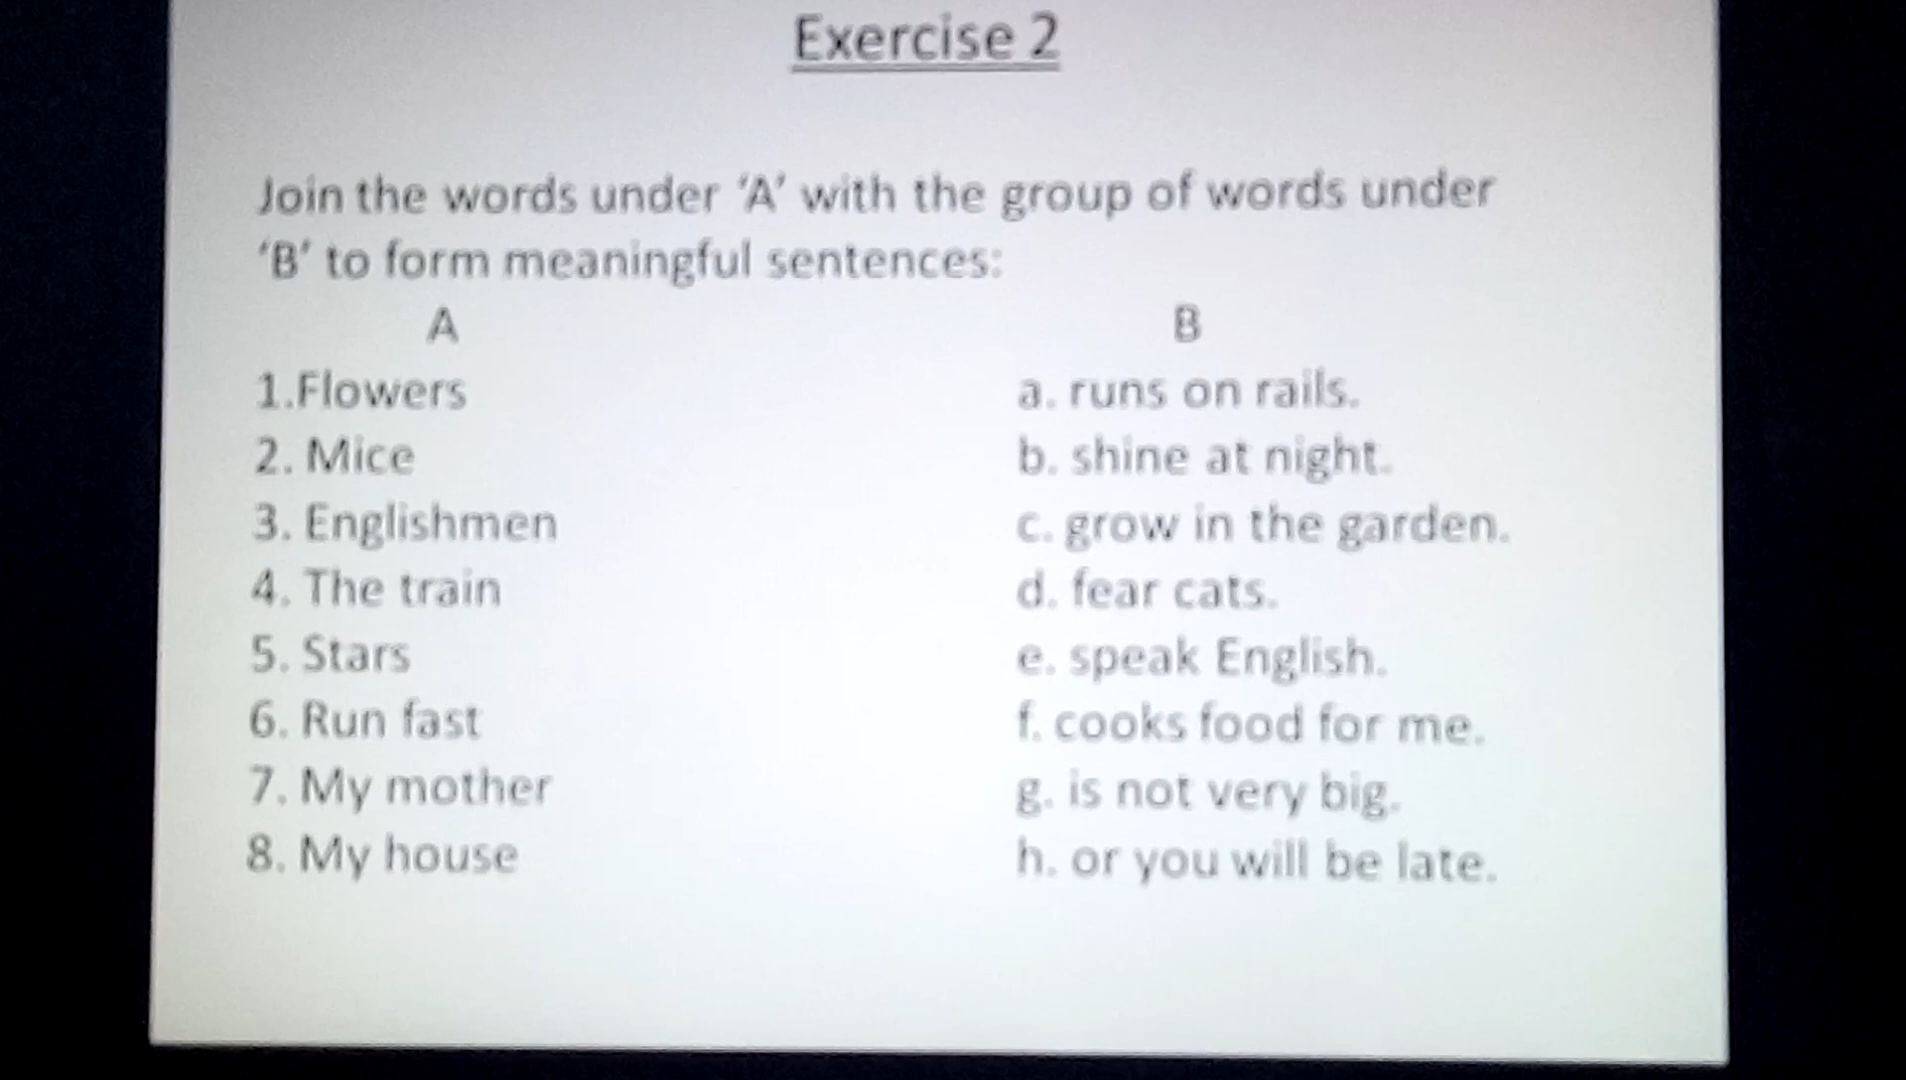 Exercise 2
Join the words under ‘A’ with the group of words under
‘B’ to form meaningful sentences:
A B
1.Flowers a. runs on rails.
2. Mice b. shine at night.
3. Englishmen c. grow in the garden.
4. The train d. fear cats.
5. Stars e. speak English.
6. Run fast f. cooks food for me.
7. My mother g. is not very big.
8. My house h. or you will be late.